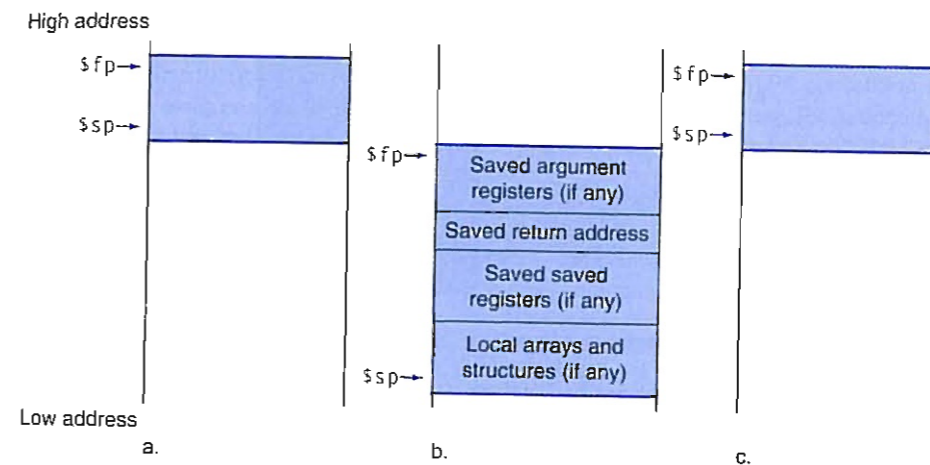 High address
$fp
$sp
$fp
Saved argument
registers (if any)
Saved return address
Saved saved
registers (if any)
Local arrays and
structures (if any)
$sp
$fp
$sp
Low address
a.
b.
c.